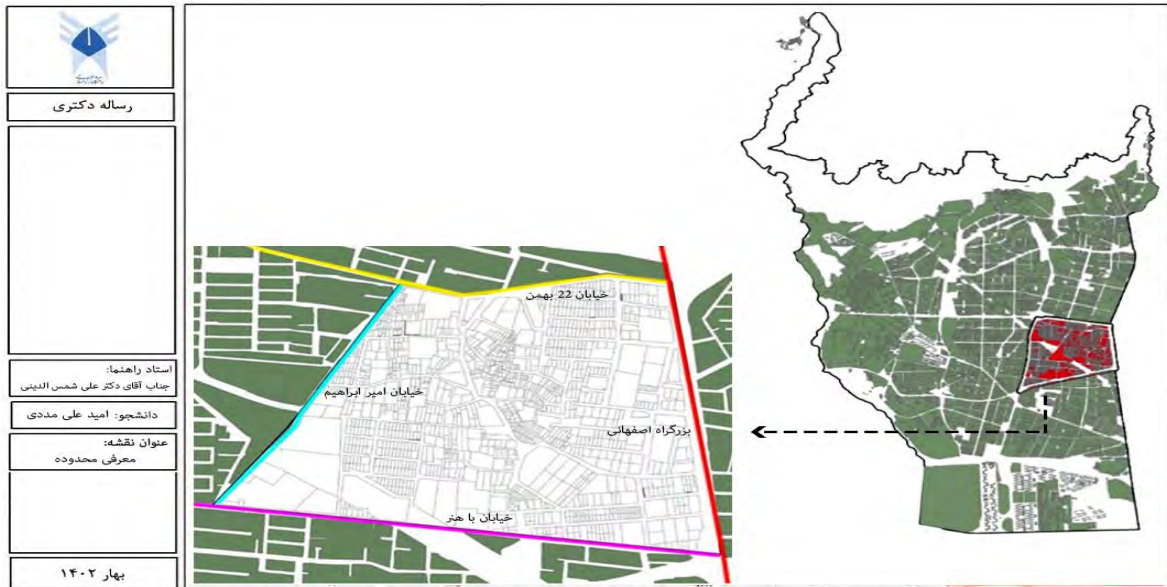 رساله دکتری
استاد راهنما:
جناب آقای دکتر علی شمس الدینی
دانشجو: امید علی مددی
عنوان نقشه:
معرفی محدوده
بهار ۱۴۰۲
خیابان 22 بهمن
خیابان امیر ابراهیم
بزرگراه اصفهانی
خیابان با هنر